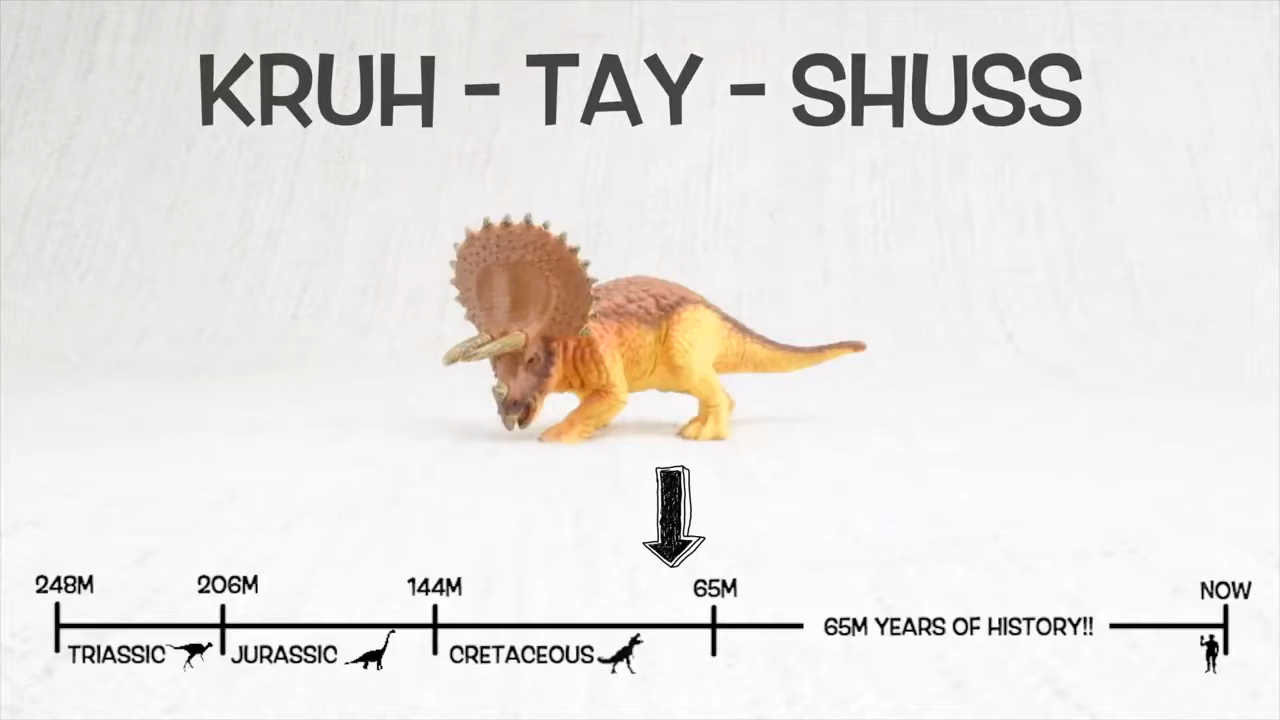 KRUH - TAY - SHUSS
248M 206M 144M 65M NOW
65M YEARS OF HISTORY!!
TRIASSIC JURASSIC CRETACEOUS